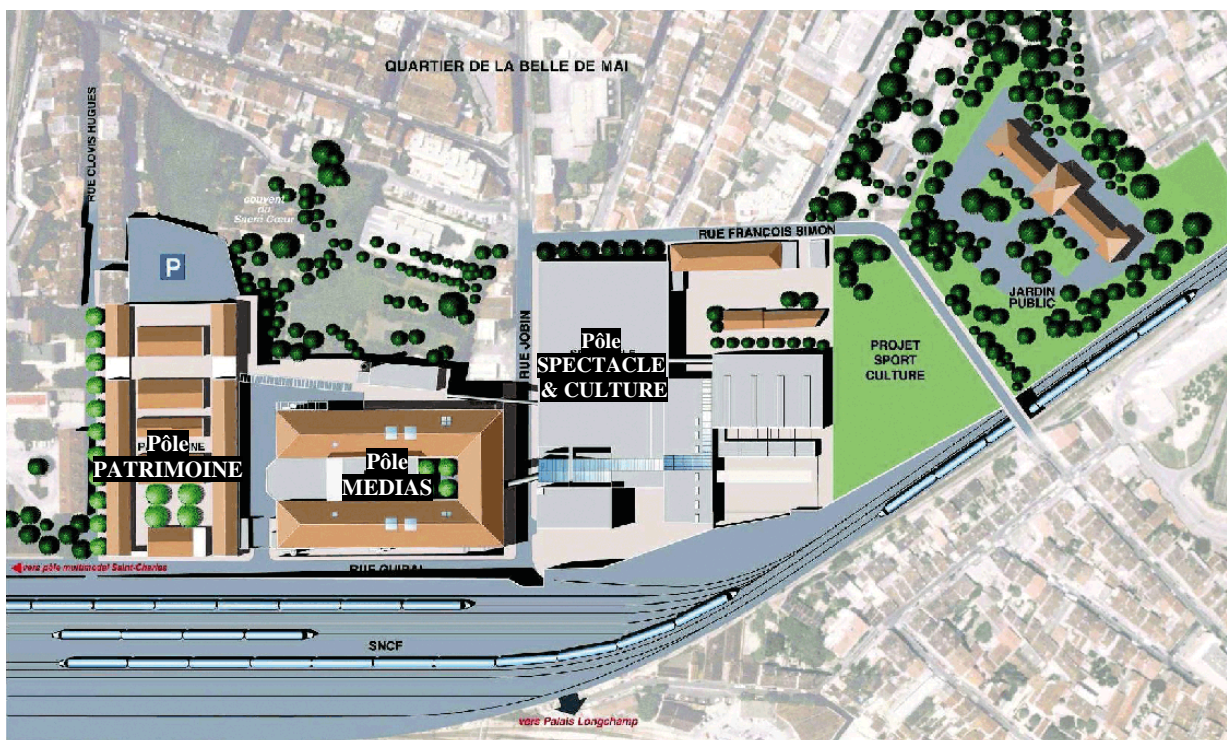 QUARTIER DE LA BELLE DE MAI
RUE CLOVIS HUGUES
couvent
du
Sacré Coeur
P
RUE FRANÇOIS SIMON
JARDIN
PUBLIC
RUE JOBIN
Pôle
SPECTACLE
& CULTURE
PROJET
SPORT
CULTURE
Pôle
PATRIMOINE
Pôle
MEDIAS
vers pôle multimodal Saint-Charles
RUE GUIBAL
SNCF
vers Palais Longchamp